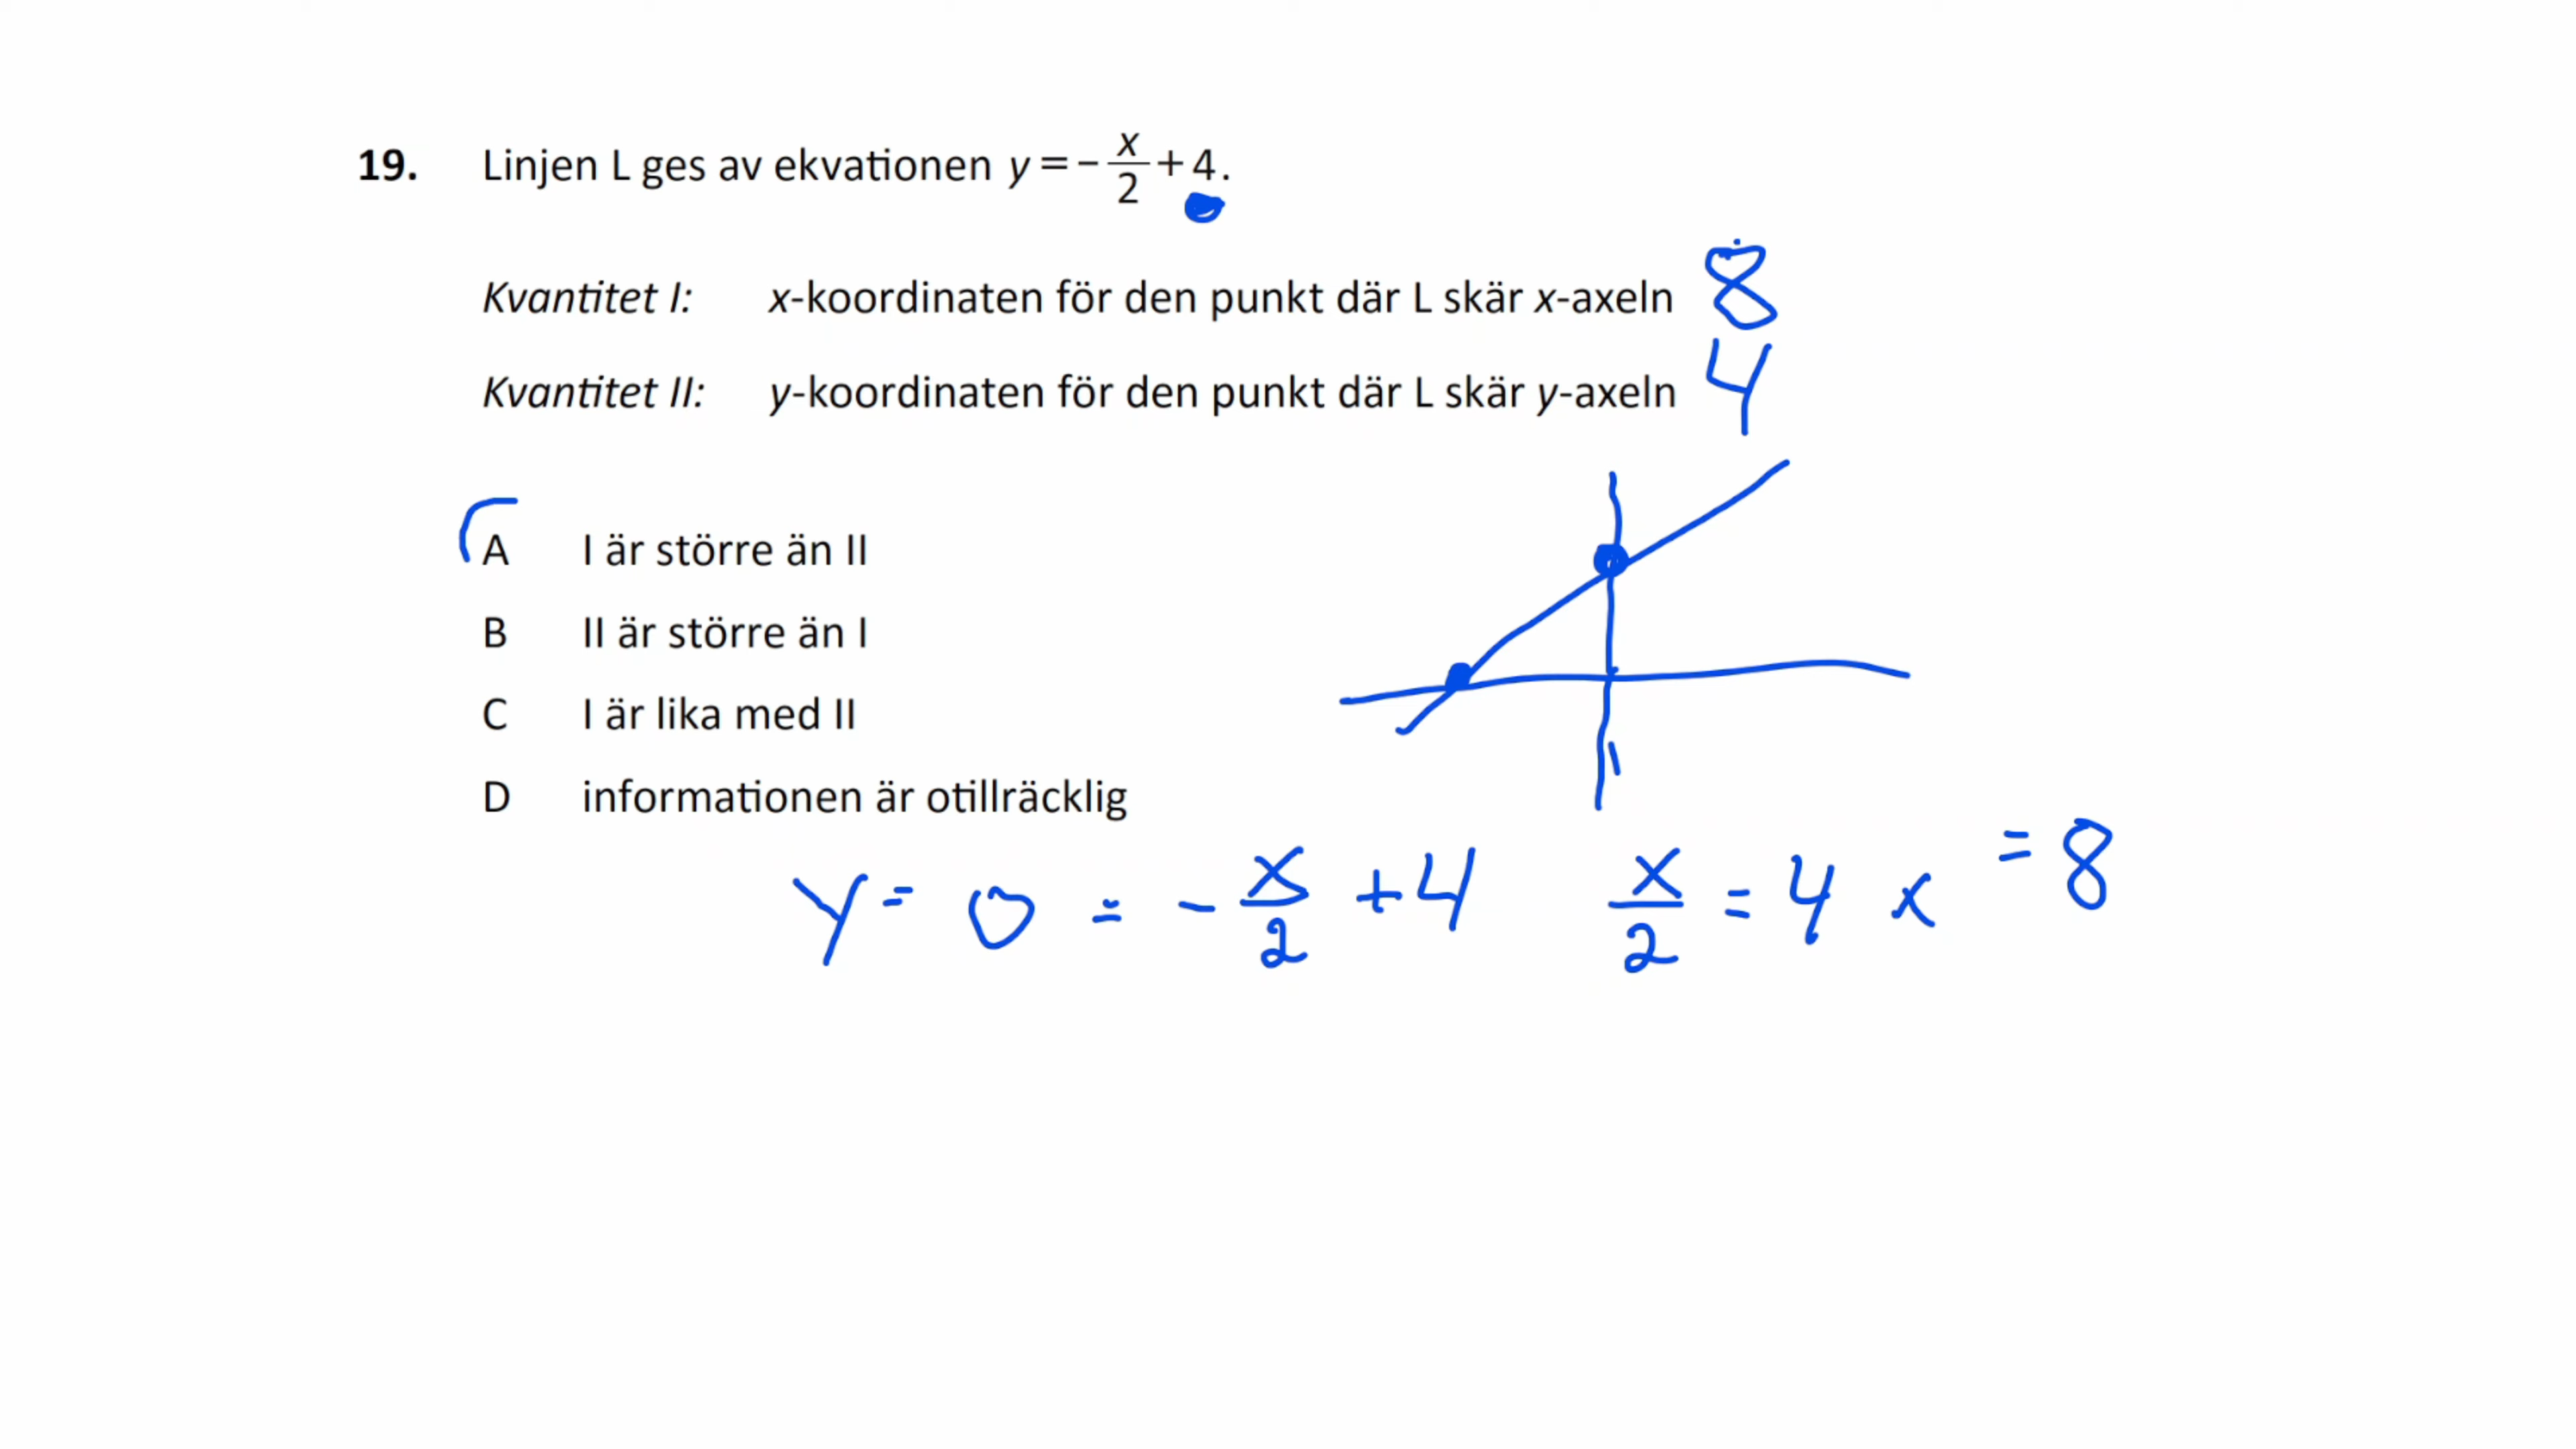 19. Linjen L ges av ekvationen y = - x/2 + 4.
Kvantitet I: x-koordinaten för den punkt där L skär x-axeln 8
Kvantitet II: y-koordinaten för den punkt där L skär y-axeln 4
A I är större än II
B II är större än I
C I är lika med II
D informationen är otillräcklig
y = 0 = - x/2 + 4 x/2 = 4 x = 8